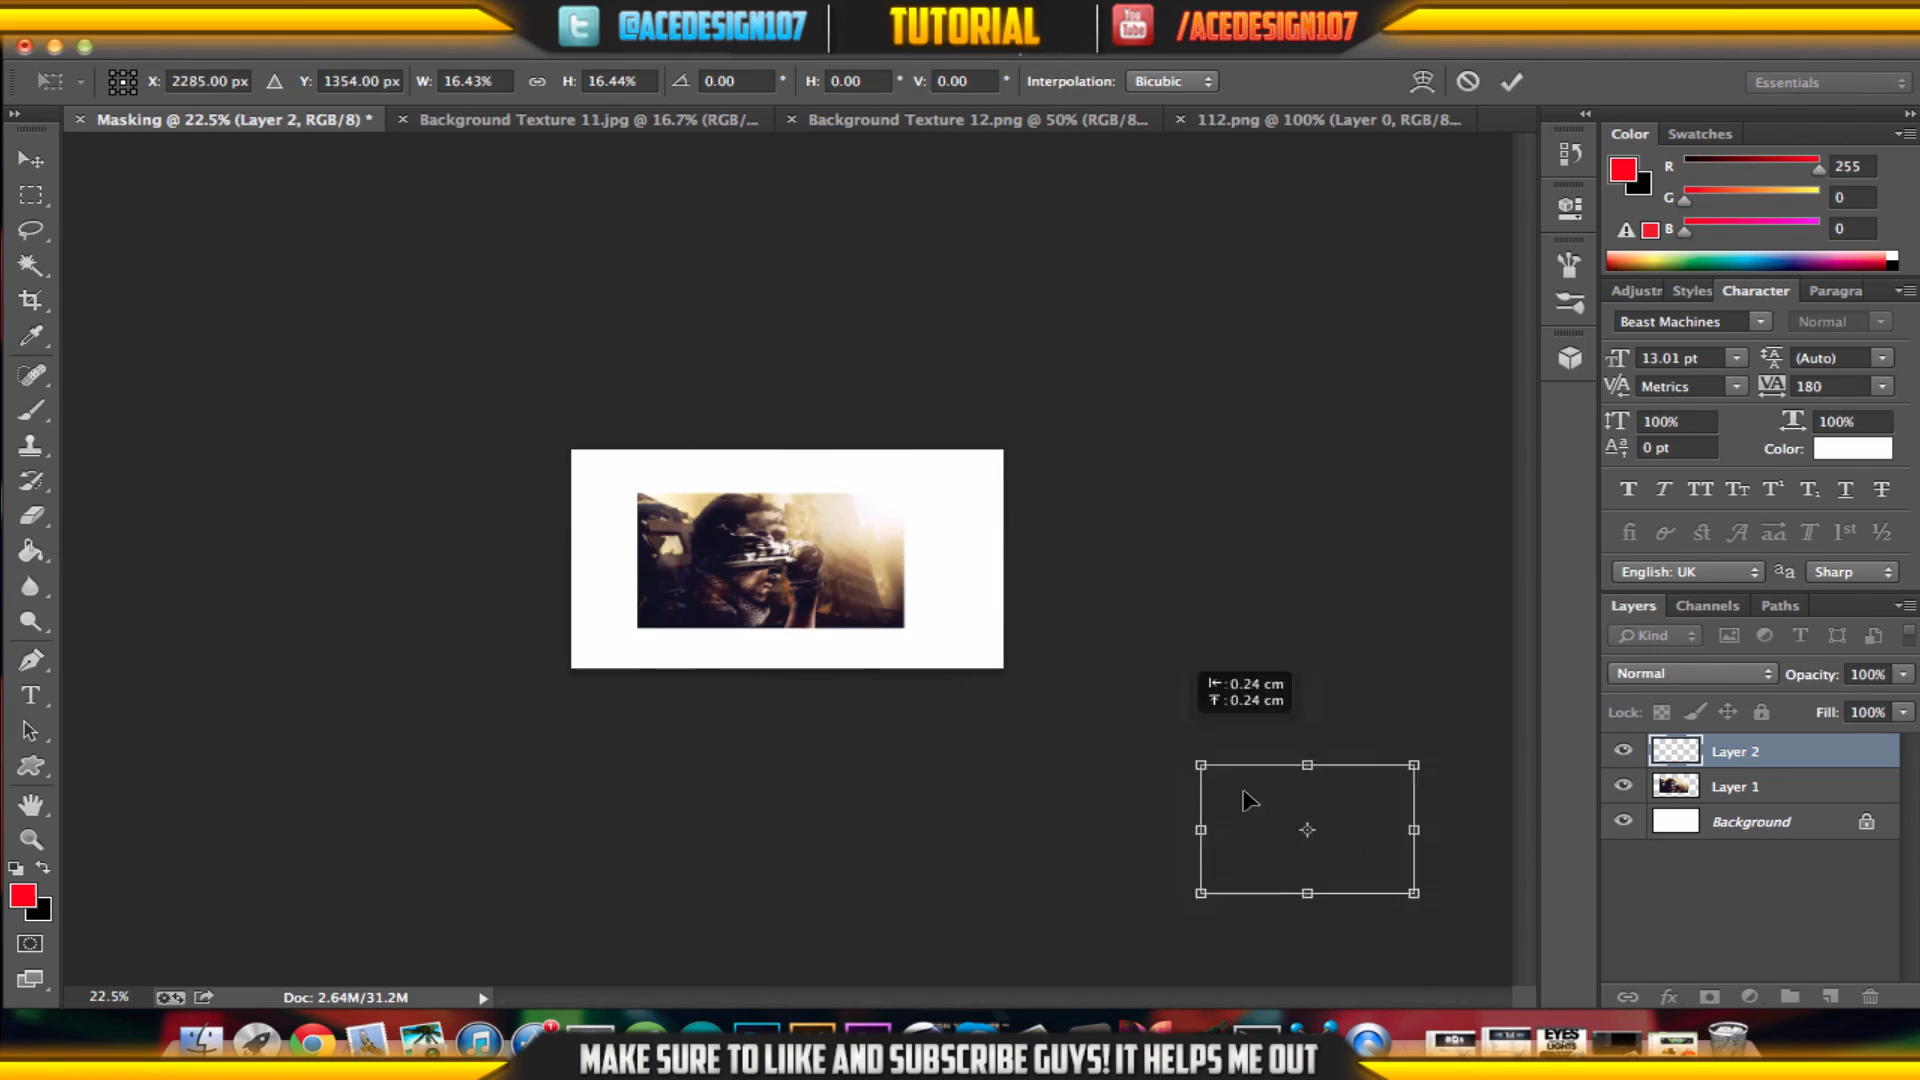 @ACEDESIGN107
TUTORIAL
You Tube
/ACEDESIGN107
X: 2285.00 px Y: 1354.00 px W: 16.43% H: 16.44% 0.00 ° H: 0.00 ° V: 0.00 ° Interpolation: Bicubic
Essentials
Masking @ 22.5% (Layer 2, RGB/8) *
Background Texture 11.jpg @ 16.7% (RGB/...
Background Texture 12.png @ 50% (RGB/8...
112.png @ 100% (Layer 0, RGB/8...
Color Swatches
R 255
G 0
B 0
Adjustr Styles Character Paragra
Beast Machines Normal
13.01 pt (Auto)
Metrics 180
100% 100%
0 pt Color:
English: UK Sharp
Layers Channels Paths
Kind
Normal Opacity: 100%
Lock: Fill: 100%
Layer 2
Layer 1
Background
: 0.24 cm
: 0.24 cm
22.5% Doc: 2.64M/31.2M
EYES
LIGHTS
MAKE SURE TO LIIKE AND SUBSCRIBE GUYS! IT HELPS ME OUT